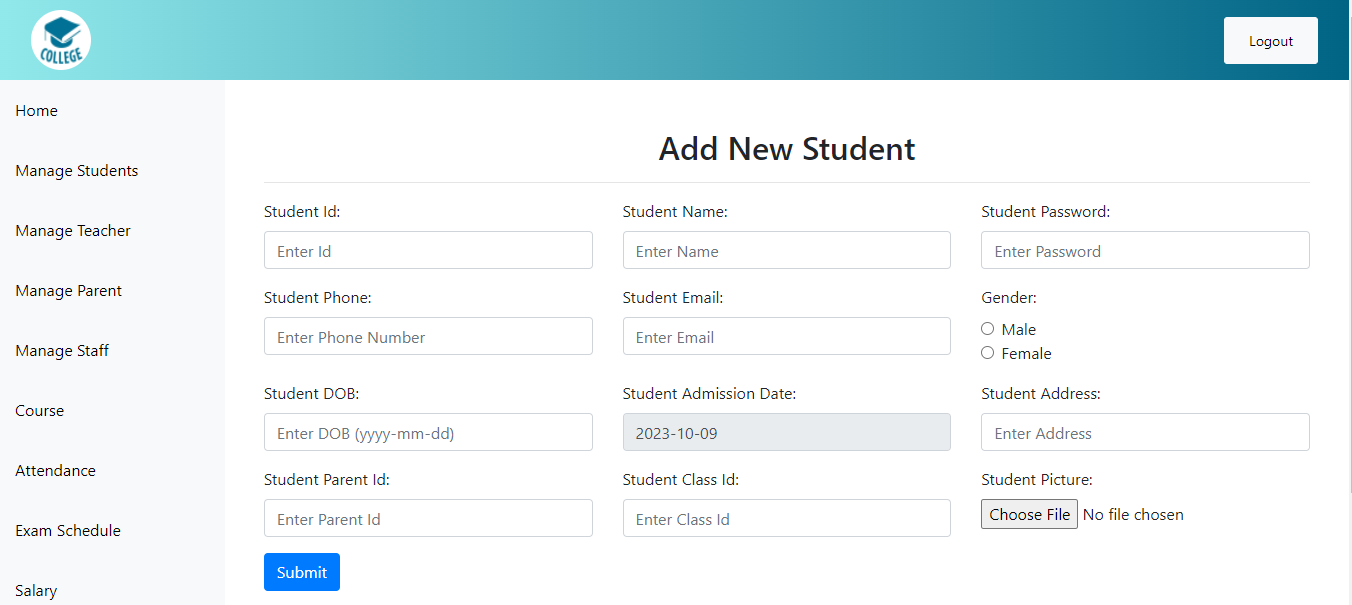 COLLEGE
Logout
Home
Manage Students
Manage Teacher
Manage Parent
Manage Staff
Course
Attendance
Exam Schedule
Salary
Add New Student
Student Id:
Enter Id
Student Name:
Enter Name
Student Password:
Enter Password
Student Phone:
Enter Phone Number
Student Email:
Enter Email
Gender:
Male
Female
Student DOB:
Enter DOB (yyyy-mm-dd)
Student Admission Date:
2023-10-09
Student Address:
Enter Address
Student Parent Id:
Enter Parent Id
Student Class Id:
Enter Class Id
Student Picture:
Choose File No file chosen
Submit